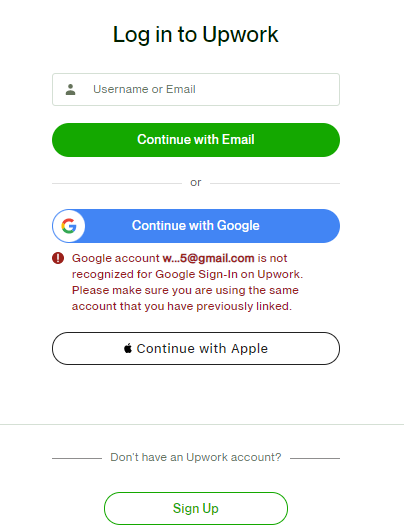 Log in to Upwork
Username or Email
Continue with Email
or
Continue with Google
Google account w...5@gmail.com is not
recognized for Google Sign-In on Upwork.
Please make sure you are using the same
account that you have previously linked.
Continue with Apple
Don't have an Upwork account?
Sign Up